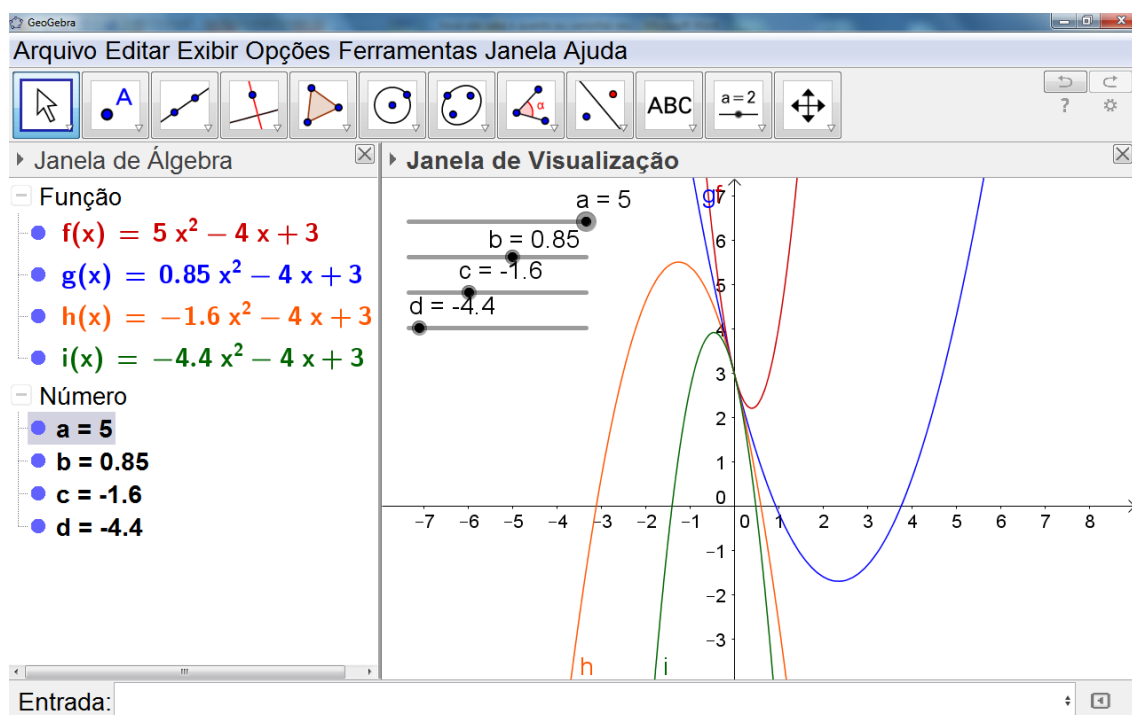 GeoGebra
Arquivo Editar Exibir Opções Ferramentas Janela Ajuda
A
α
ABC
a = 2
?
Janela de Álgebra
Função
f(x) = 5 x² − 4 x + 3
g(x) = 0.85 x² − 4 x + 3
h(x) = −1.6 x² − 4 x + 3
i(x) = −4.4 x² − 4 x + 3
Número
a = 5
b = 0.85
c = -1.6
d = -4.4
Janela de Visualização
a = 5
b = 0.85
c = -1.6
d = -4.4
g f
7
6
5
4
3
2
1
0
−7 −6 −5 −4 −3 −2 −1 0 1 2 3 4 5 6 7 8
−1
−2
−3
h
i
Entrada: